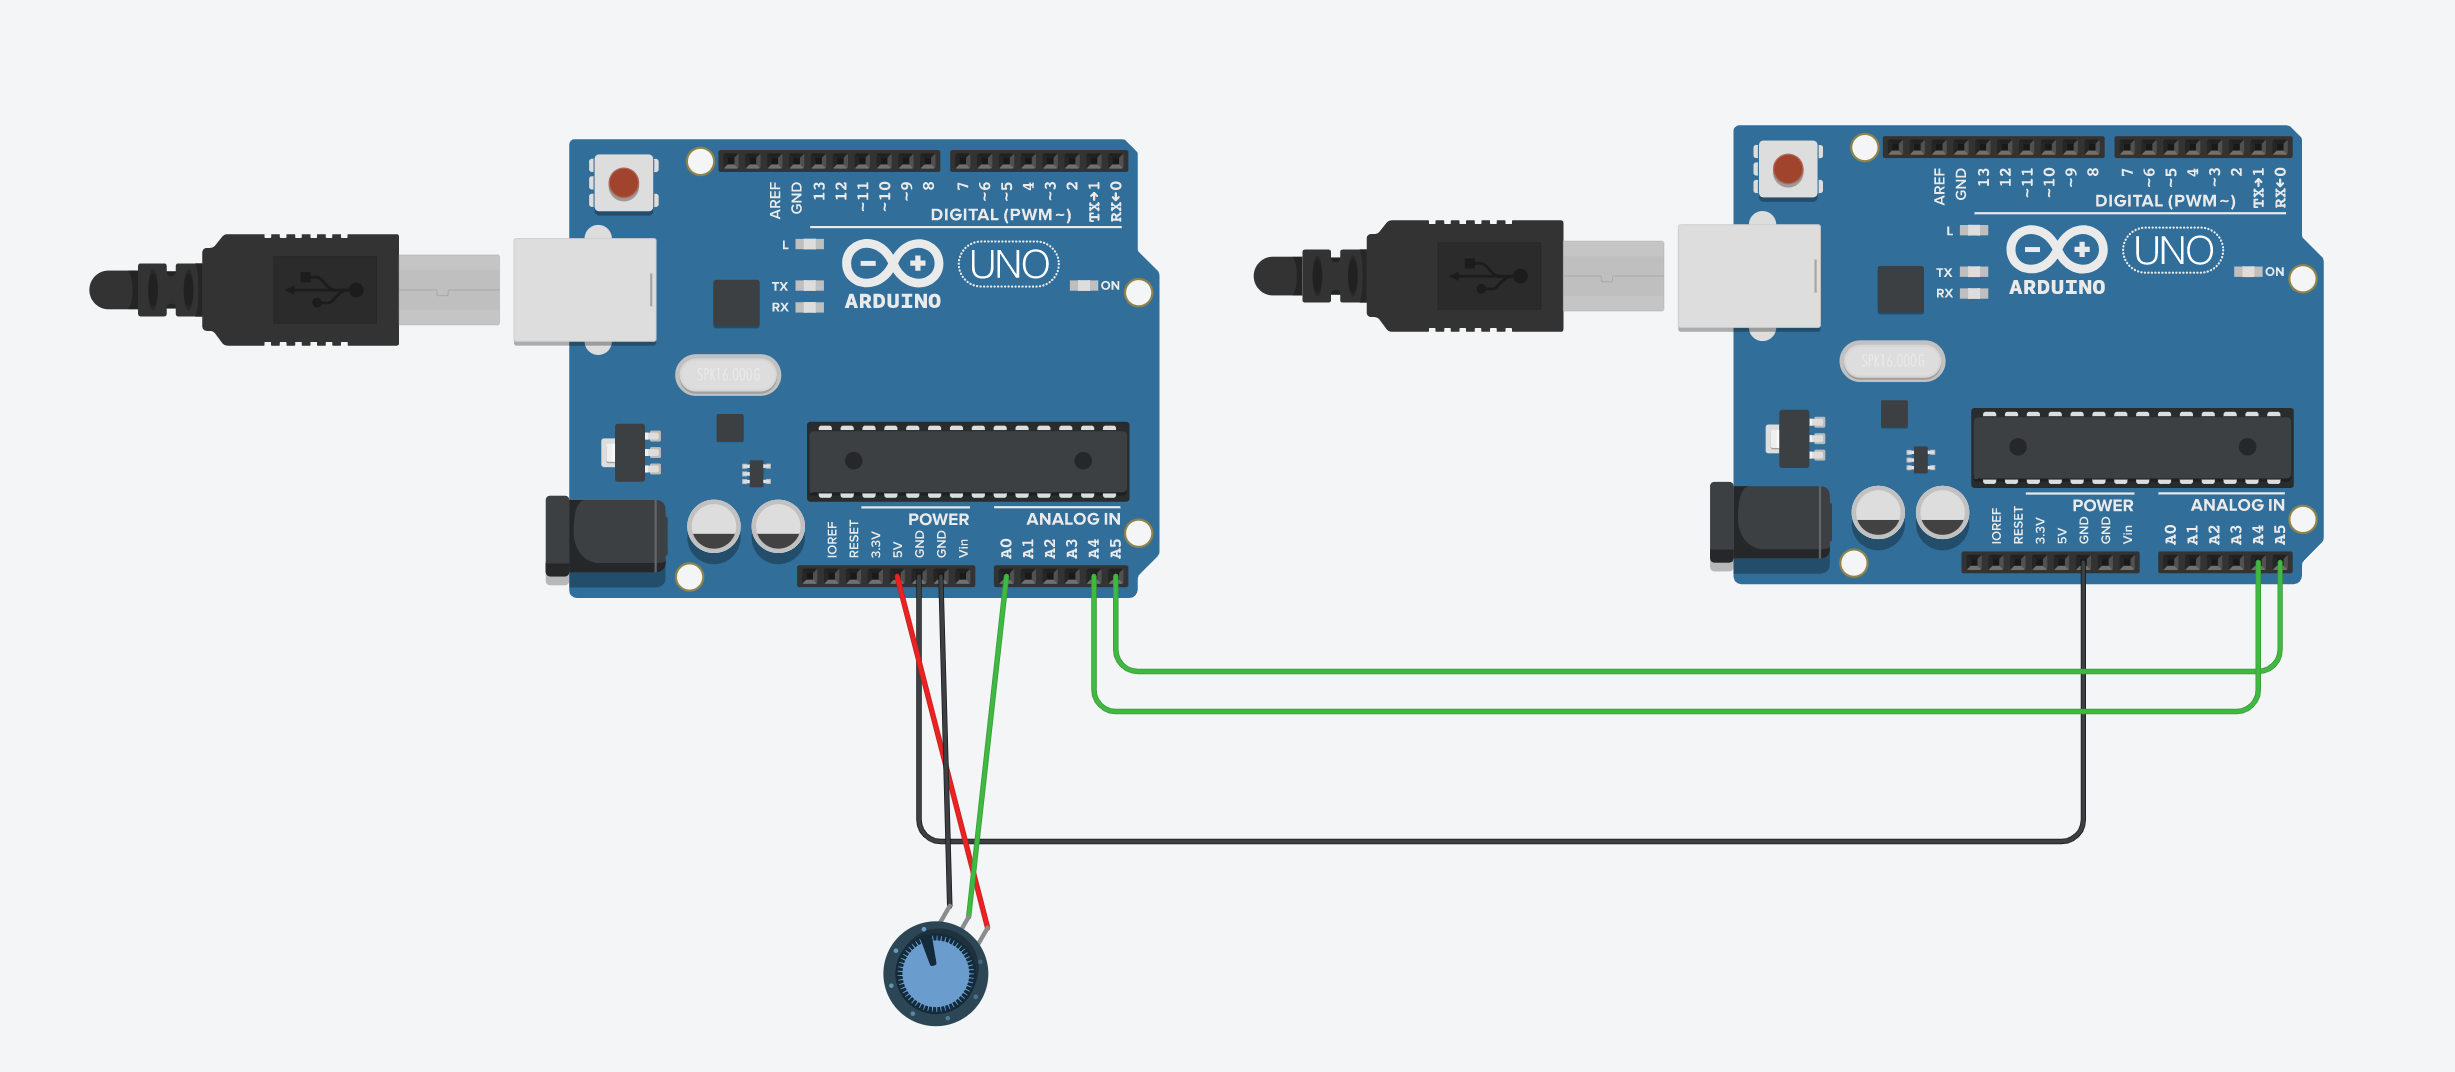 AREF GND 13 12 ~11 ~10 ~9 8 7 ~6 ~5 4 ~3 2 TX→1 RX←0
DIGITAL (PWM~)
L
TX
RX
ARDUINO
UNO
ON
SPK16.000G
POWER
ANALOG IN
IOREF RESET 3.3V 5V GND GND Vin A0 A1 A2 A3 A4 A5
AREF GND 13 12 ~11 ~10 ~9 8 7 ~6 ~5 4 ~3 2 TX→1 RX←0
DIGITAL (PWM~)
L
TX
RX
ARDUINO
UNO
ON
SPK16.000G
POWER
ANALOG IN
IOREF RESET 3.3V 5V GND GND Vin A0 A1 A2 A3 A4 A5